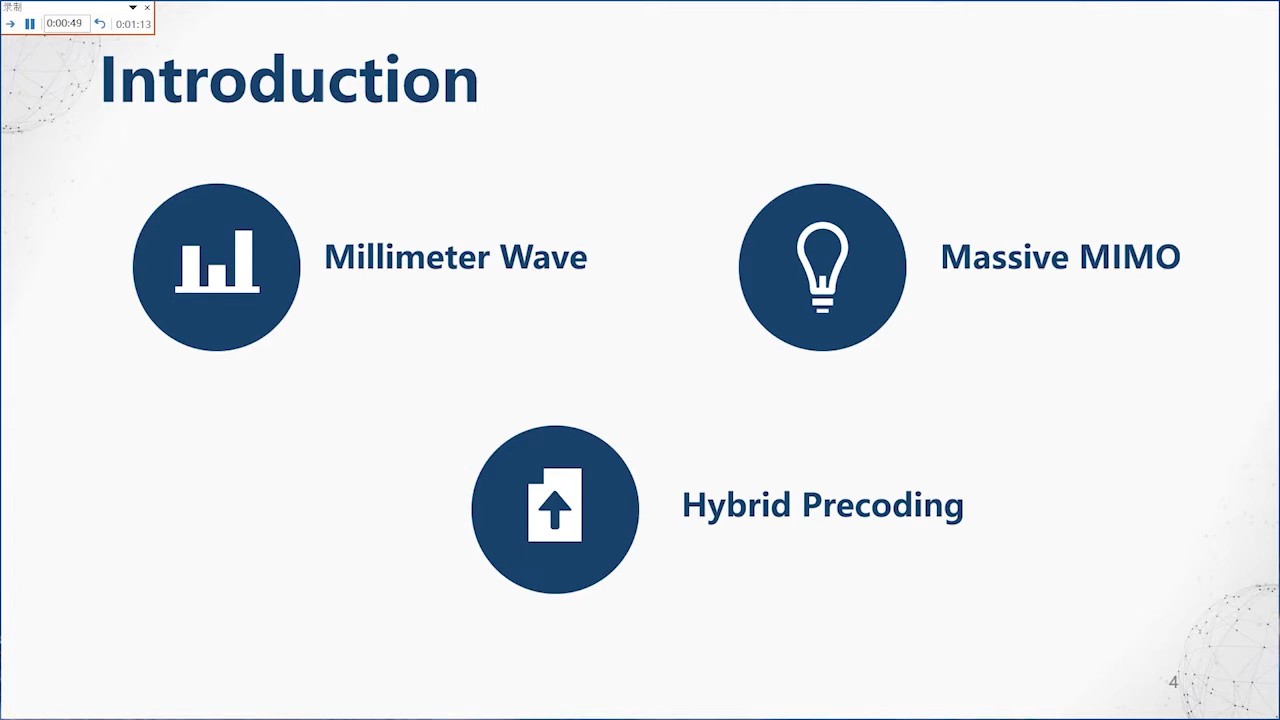 录制
0:00:49
0:01:13
Introduction
Millimeter Wave
Massive MIMO
Hybrid Precoding
4